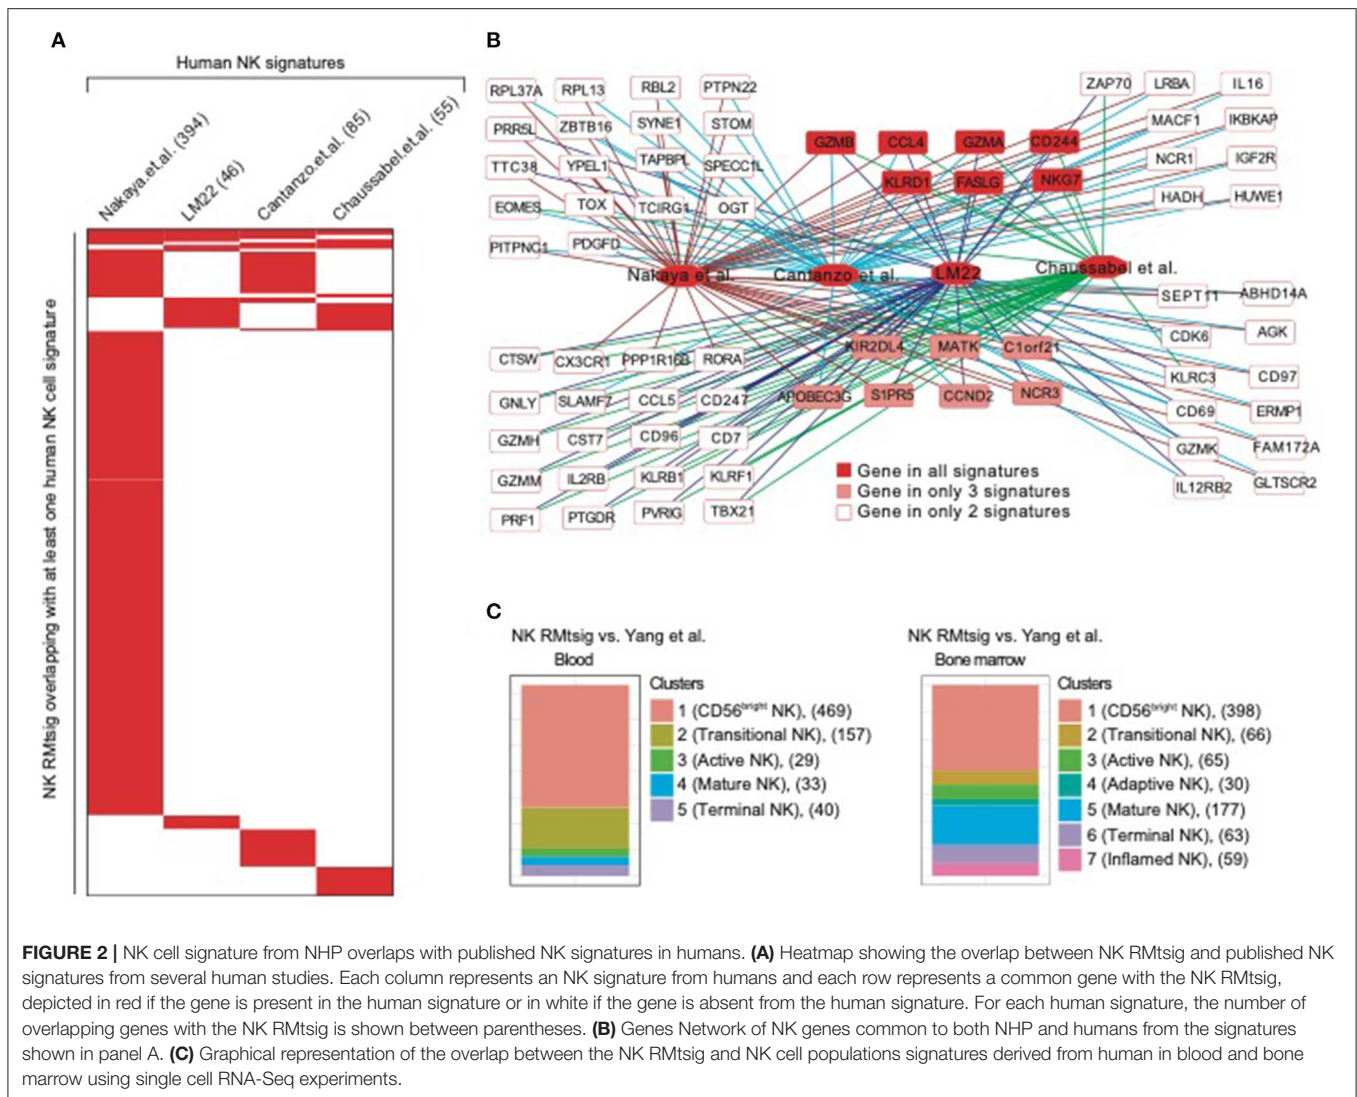 A
Human NK signatures
Nakaya.et.al. (394)
LM22 (46)
Cantanzo.et.al. (85)
Chaussabel.et.al. (55)
NK RMtsig overlapping with at least one human NK cell signature
B
RPL37A RPL13 RBL2 PTPN22
PRR5L ZBTB16 SYNE1 STOM
TTC38 YPEL1 TAPBPL SPECC1L
EOMES TOX TCIRG1 OGT
PITPNC1 PDGFD
GZMB CCL4 GZMA CD244
KLRD1 FASLG NKG7
ZAP70 LRBA IL16
MACF1 IKBKAP
NCR1 IGF2R
HADH HUWE1
Nakaya et al. Cantanzo et al. LM22 Chaussabel et al.
SEPT11 ABHD14A
CDK6 AGK
KLRC3 CD97
CD69 ERMP1
GZMK FAM172A
IL12RB2 GLTSCR2
KIR2DL4 MATK C1orf21
APOBEC3G S1PR5 CCND2 NCR3
CTSW CX3CR1 PPP1R16B RORA
GNLY SLAMF7 CCL5 CD247
GZMH CST7 CD96 CD7
GZMM IL2RB KLRB1 KLRF1
PRF1 PTGDR PVRIG TBX21
Gene in all signatures
Gene in only 3 signatures
Gene in only 2 signatures
C
NK RMtsig vs. Yang et al.
Blood
Clusters
1 (CD56bright NK), (469)
2 (Transitional NK), (157)
3 (Active NK), (29)
4 (Mature NK), (33)
5 (Terminal NK), (40)
NK RMtsig vs. Yang et al.
Bone marrow
Clusters
1 (CD56bright NK), (398)
2 (Transitional NK), (66)
3 (Active NK), (65)
4 (Adaptive NK), (30)
5 (Mature NK), (177)
6 (Terminal NK), (63)
7 (Inflamed NK), (59)
FIGURE 2 | NK cell signature from NHP overlaps with published NK signatures in humans. (A) Heatmap showing the overlap between NK RMtsig and published NK
signatures from several human studies. Each column represents an NK signature from humans and each row represents a common gene with the NK RMtsig,
depicted in red if the gene is present in the human signature or in white if the gene is absent from the human signature. For each human signature, the number of
overlapping genes with the NK RMtsig is shown between parentheses. (B) Genes Network of NK genes common to both NHP and humans from the signatures
shown in panel A. (C) Graphical representation of the overlap between the NK RMtsig and NK cell populations signatures derived from human in blood and bone
marrow using single cell RNA-Seq experiments.